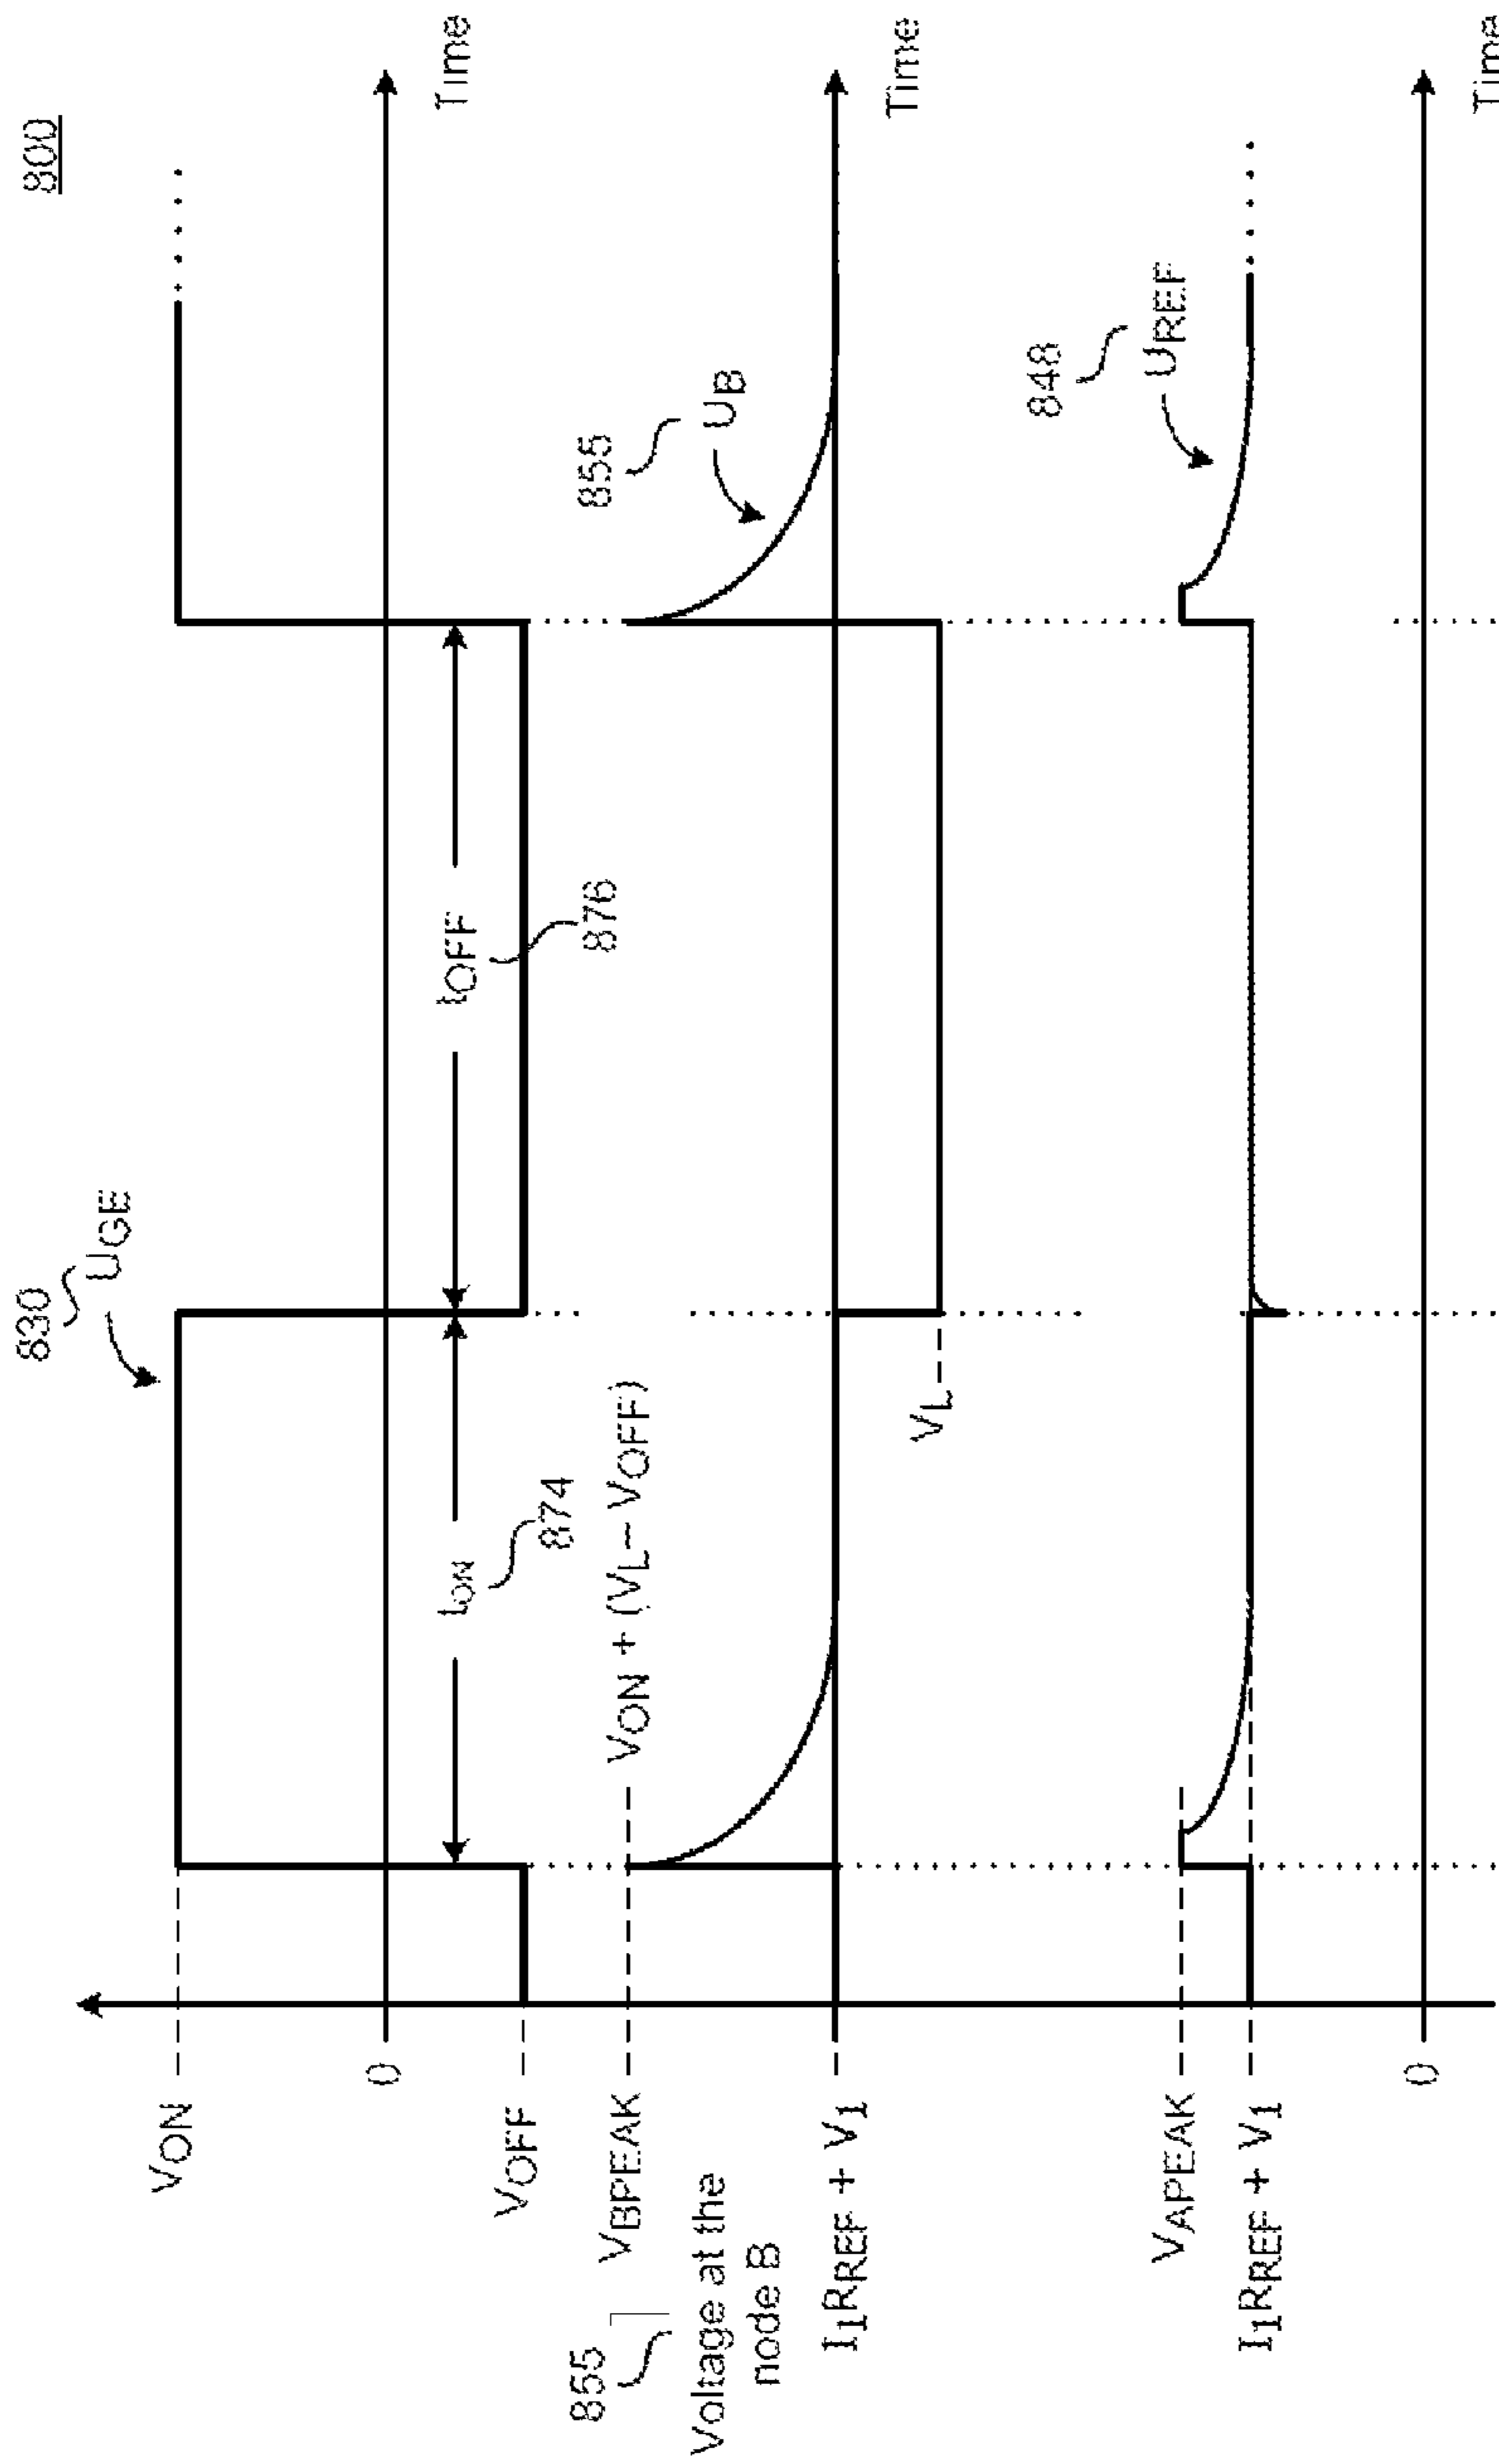 800
830
UGE
VON
0
Time
tON
874
tOFF
876
VOFF
855
VBPEAK
VON + (VL – VOFF)
855
UB
Voltage at the
node B
I1RREF + V1
Time
VL
848
UREF
VAPEAK
I1RREF + V1
0
Time